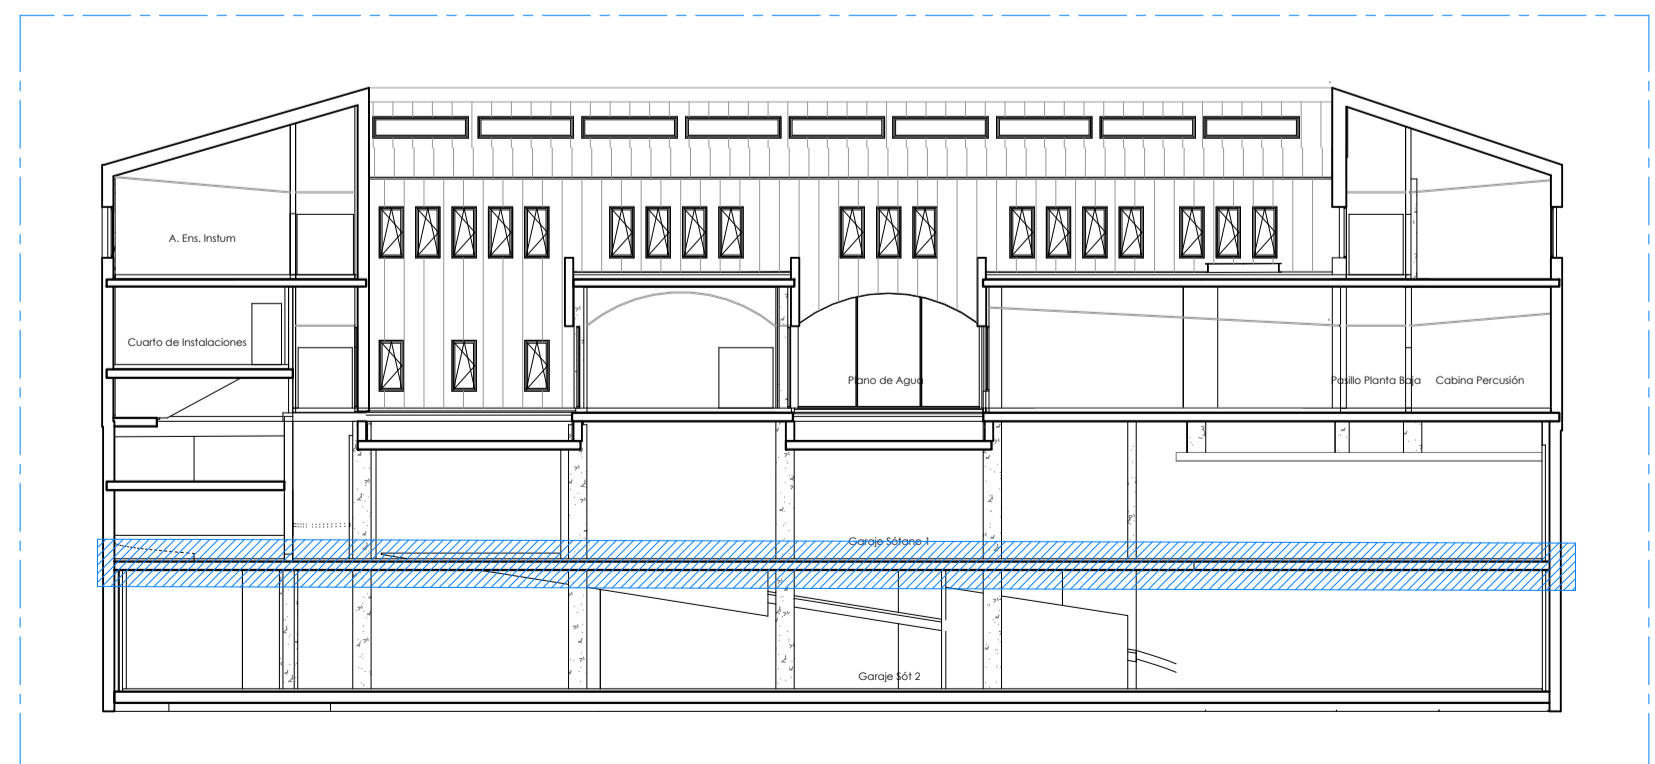 A. Ens. Instum
Cuarto de Instalaciones
Plano de Agua
Pasillo Planta Baja
Cabina Percusión
Garaje Sótano 1
Garaje Sót 2